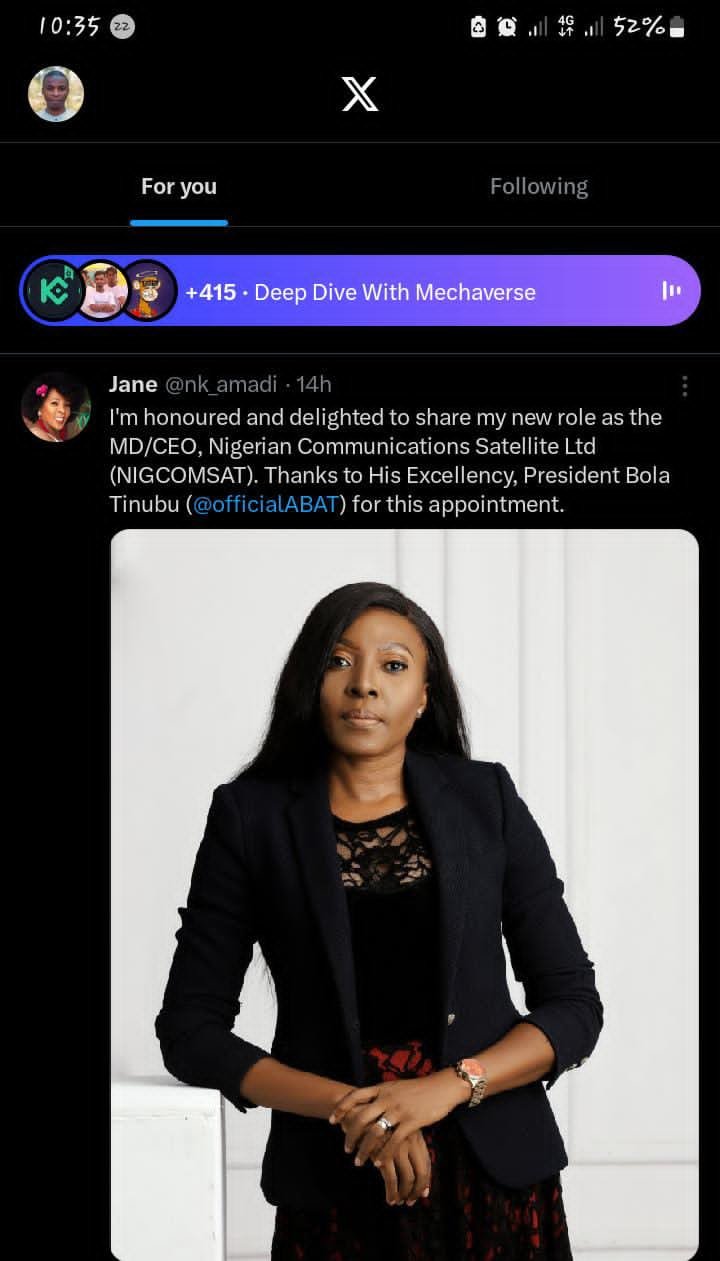 10:35 zz 4G 52%
X
For you Following
+415 · Deep Dive With Mechaverse
Jane @nk_amadi · 14h
I'm honoured and delighted to share my new role as the
MD/CEO, Nigerian Communications Satellite Ltd
(NIGCOMSAT). Thanks to His Excellency, President Bola
Tinubu (@officialABAT) for this appointment.